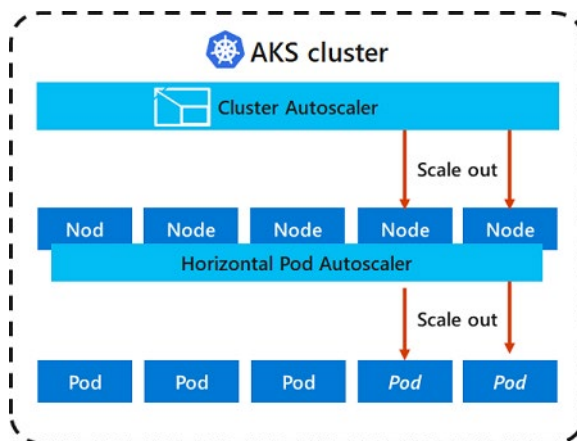 AKS cluster
Cluster Autoscaler
Scale out
Nod Node Node Node Node
Horizontal Pod Autoscaler
Scale out
Pod Pod Pod Pod Pod